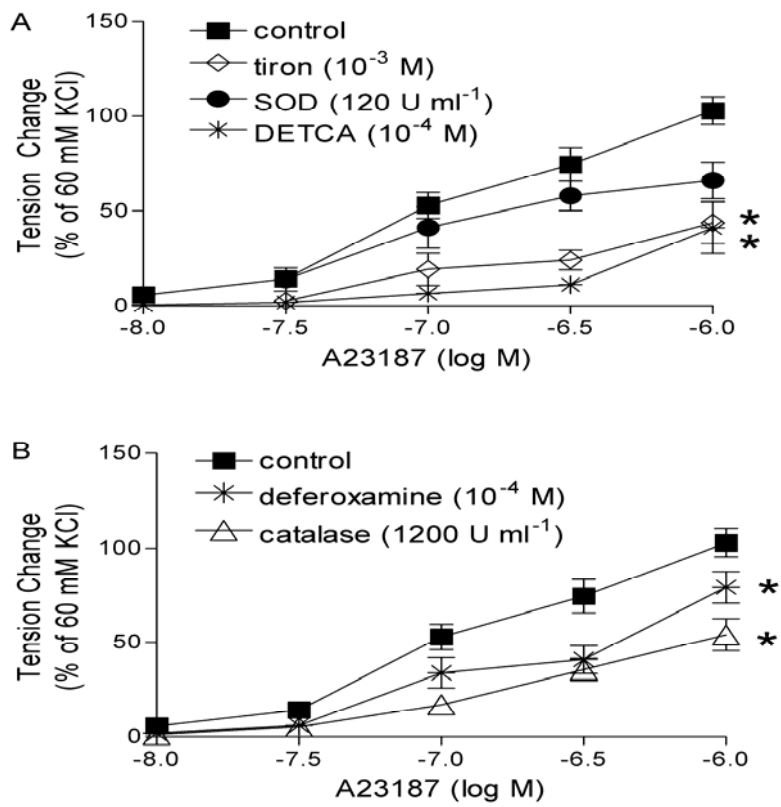 A
150
control
tiron (10⁻³ M)
SOD (120 U ml⁻¹)
DETCA (10⁻⁴ M)
100
50
0
Tension Change
(% of 60 mM KCl)
*
*
-8.0 -7.5 -7.0 -6.5 -6.0
A23187 (log M)
B
150
control
deferoxamine (10⁻⁴ M)
catalase (1200 U ml⁻¹)
100
50
0
Tension Change
(% of 60 mM KCl)
*
*
-8.0 -7.5 -7.0 -6.5 -6.0
A23187 (log M)